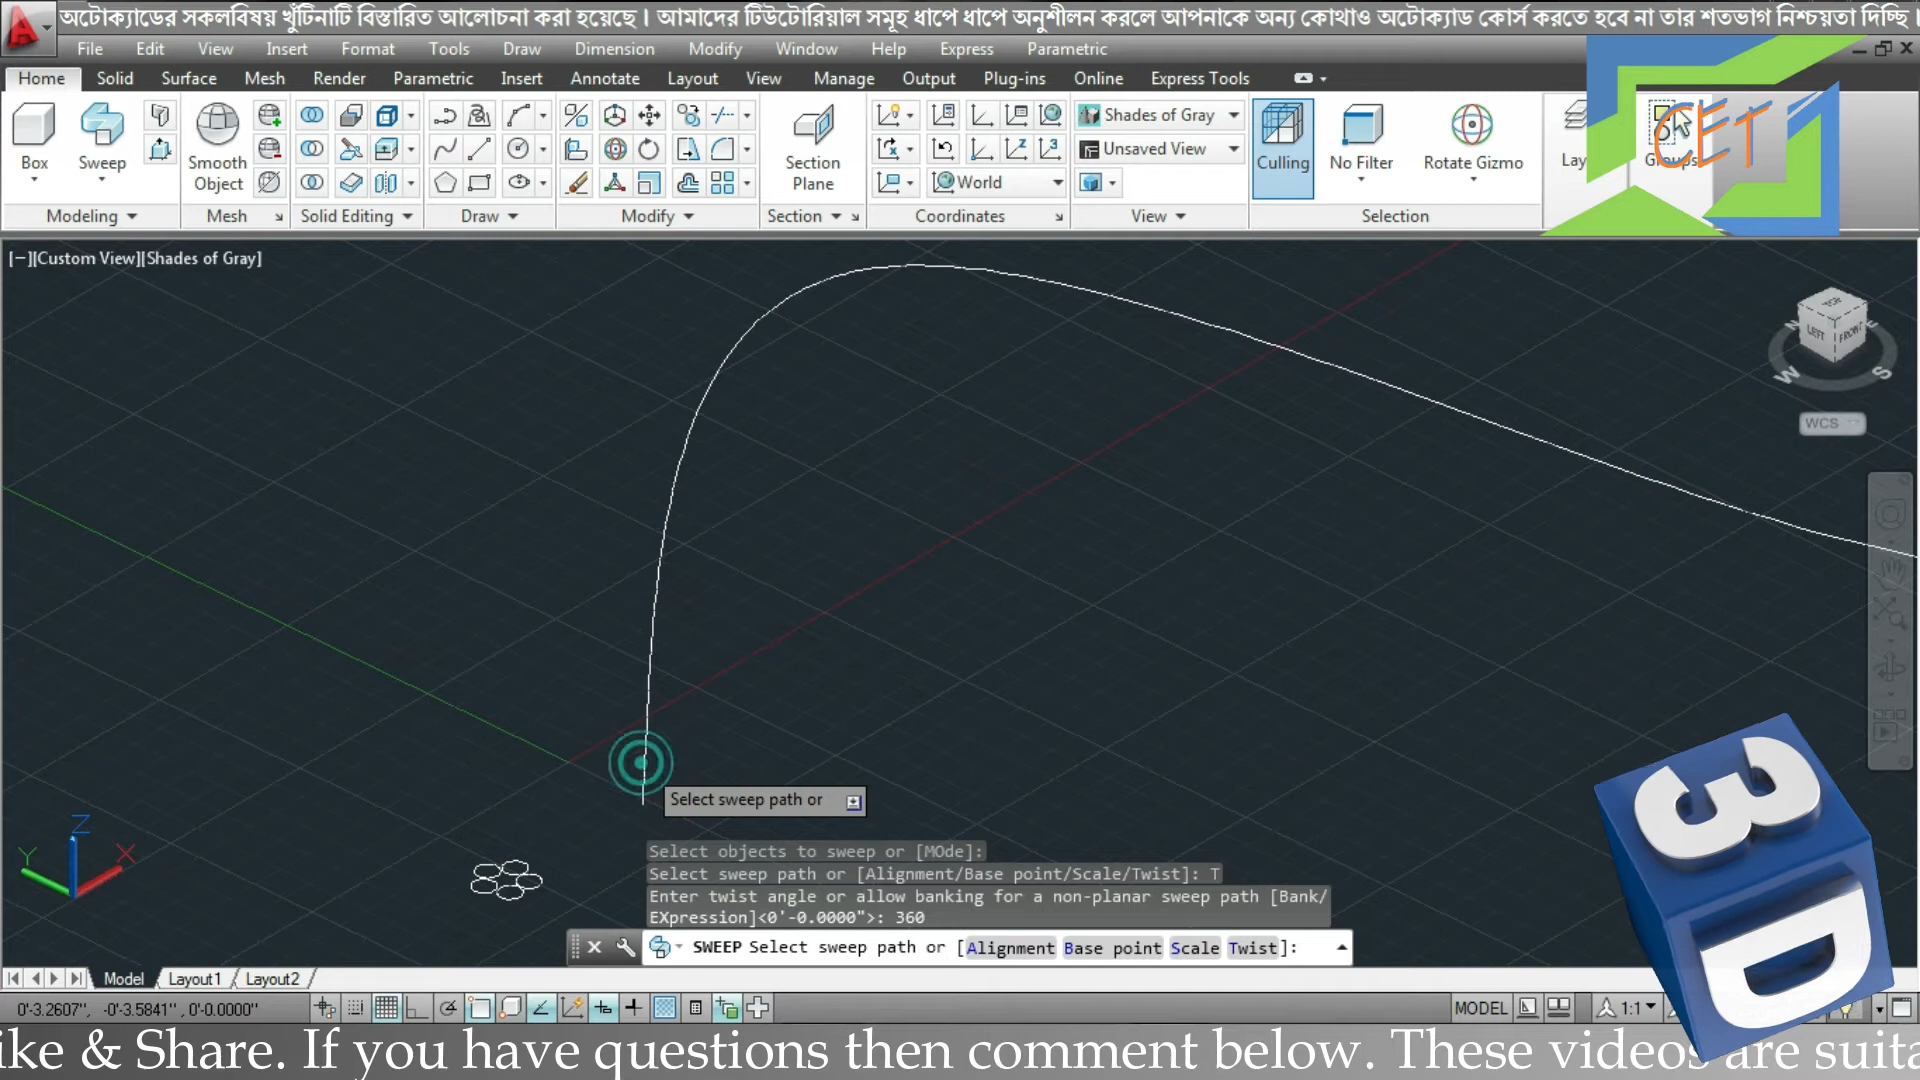 অটোক্যাডের সকলবিষয় খুঁটিনাটি বিস্তারিত আলোচনা করা হয়েছে। আমাদের টিউটোরিয়াল সমূহ ধাপে ধাপে অনুশীলন করলে আপনাকে অন্য কোথাও অটোক্যাড কোর্স করতে হবে না তার শতভাগ নিশ্চয়তা দিচ্ছি।
File Edit View Insert Format Tools Draw Dimension Modify Window Help Express Parametric
Home Solid Surface Mesh Render Parametric Insert Annotate Layout View Manage Output Plug-ins Online Express Tools
Shades of Gray
Unsaved View
World
Box Sweep Smooth Object Section Plane Culling No Filter Rotate Gizmo Groups
CET
Modeling Mesh Solid Editing Draw Modify Section Coordinates View Selection
[−][Custom View][Shades of Gray]
TOP
LEFT FRONT
N E
W S
WCS
Select sweep path or
Z
Y X
Select objects to sweep or [MOde]:
Select sweep path or [Alignment/Base point/Scale/Twist]: T
Enter twist angle or allow banking for a non-planar sweep path [Bank/
EXpression]<0'-0.0000">: 360
SWEEP Select sweep path or [Alignment Base point Scale Twist]:
3D
Model Layout1 Layout2
0'-3.2607", -0'-3.5841" , 0'-0.0000" MODEL 1:1
ike & Share. If you have questions then comment below. These videos are suita